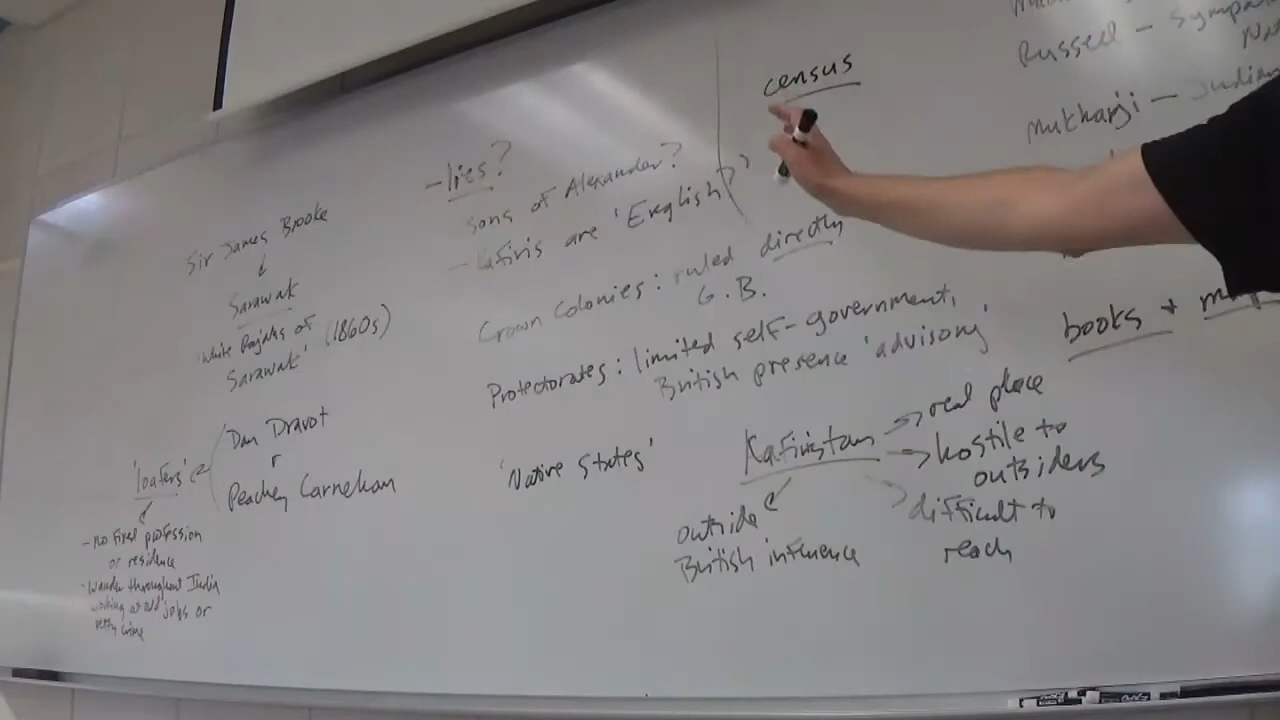 Sir James Brooke
Sarawak
'White Rajahs of
Sarawak' (1860s)
Dan Dravot
Peachey Carnehan
'loafers'
- no fixed profession
or residence
- Wander throughout India
working at odd jobs or
petty crime
- lies?
sons of Alexander?
- Kafiris are 'English'?
Crown Colonies: ruled directly
G.B.
Protectorates: limited self-government,
British presence 'advisory'
'Native States'
Kafiristan
real place
hostile to
outsiders
difficult to
reach
outside
British influence
census
Russell - Sympa
Mukharji - Indian
books +